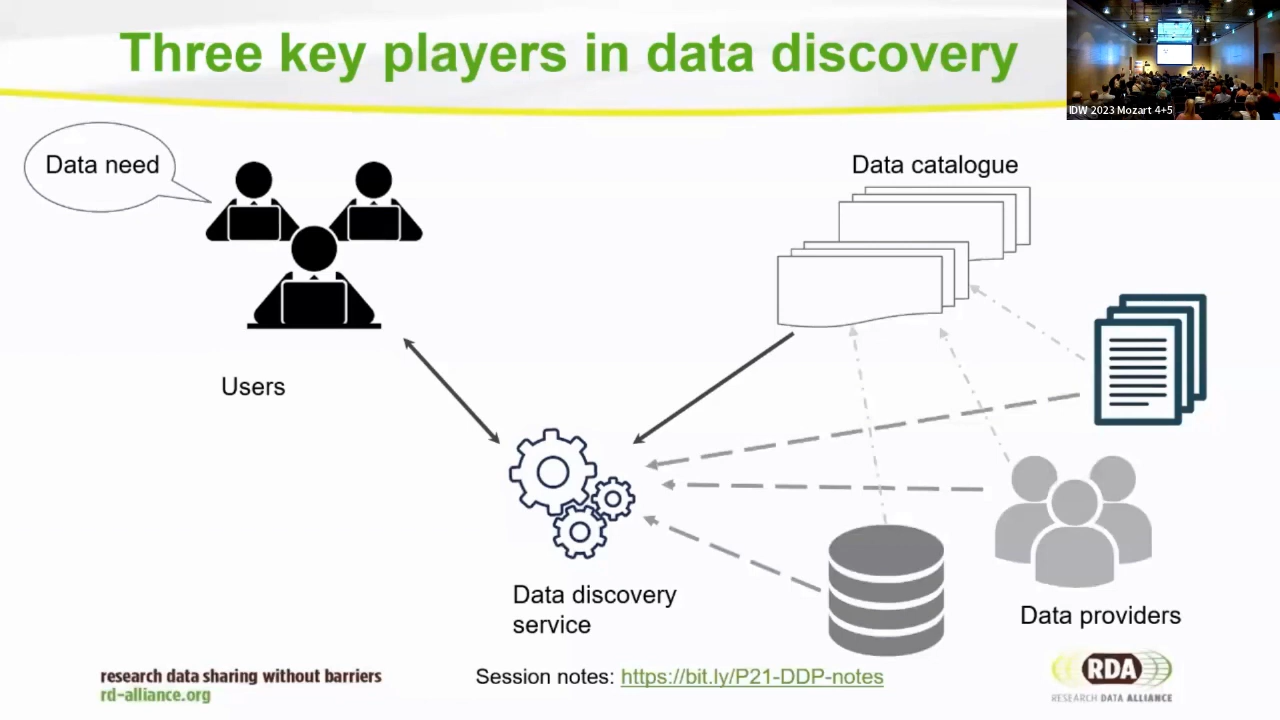 Three key players in data discovery
IDW 2023 Mozart 4+5
Data need
Data catalogue
Users
Data discovery
service
Data providers
research data sharing without barriers
rd-alliance.org
Session notes: https://bit.ly/P21-DDP-notes
RDA
RESEARCH DATA ALLIANCE